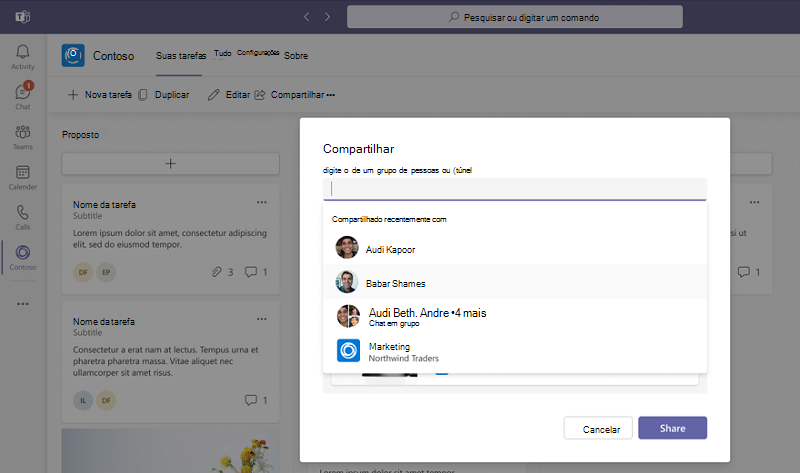 Pesquisar ou digitar um comando
Activity
1
Chat
Teams
Calender
Calls
Contoso
Contoso
Suas tarefas Tudo Configurações Sobre
Nova tarefa Duplicar Editar Compartilhar
Proposto
Nome da tarefa
Subtitle
Lorem ipsum dolor sit amet, consectetur adipiscing
elit, sed do eiusmod tempor.
DF EP 3 1
Nome da tarefa
Subtitle
Consectetur a erat nam at lectus. Tempus urna et
pharetra pharetra massa. Vitae aliquet nec
ullamcorper sit amet risus.
IL DF 1
Compartilhar
digite o de um grupo de pessoas ou (túnel
Compartilhado recentemente com
Audi Kapoor
Babar Shames
Audi Beth. Andre •4 mais
Chat em grupo
Marketing
Northwind Traders
Cancelar Share
si ut
1